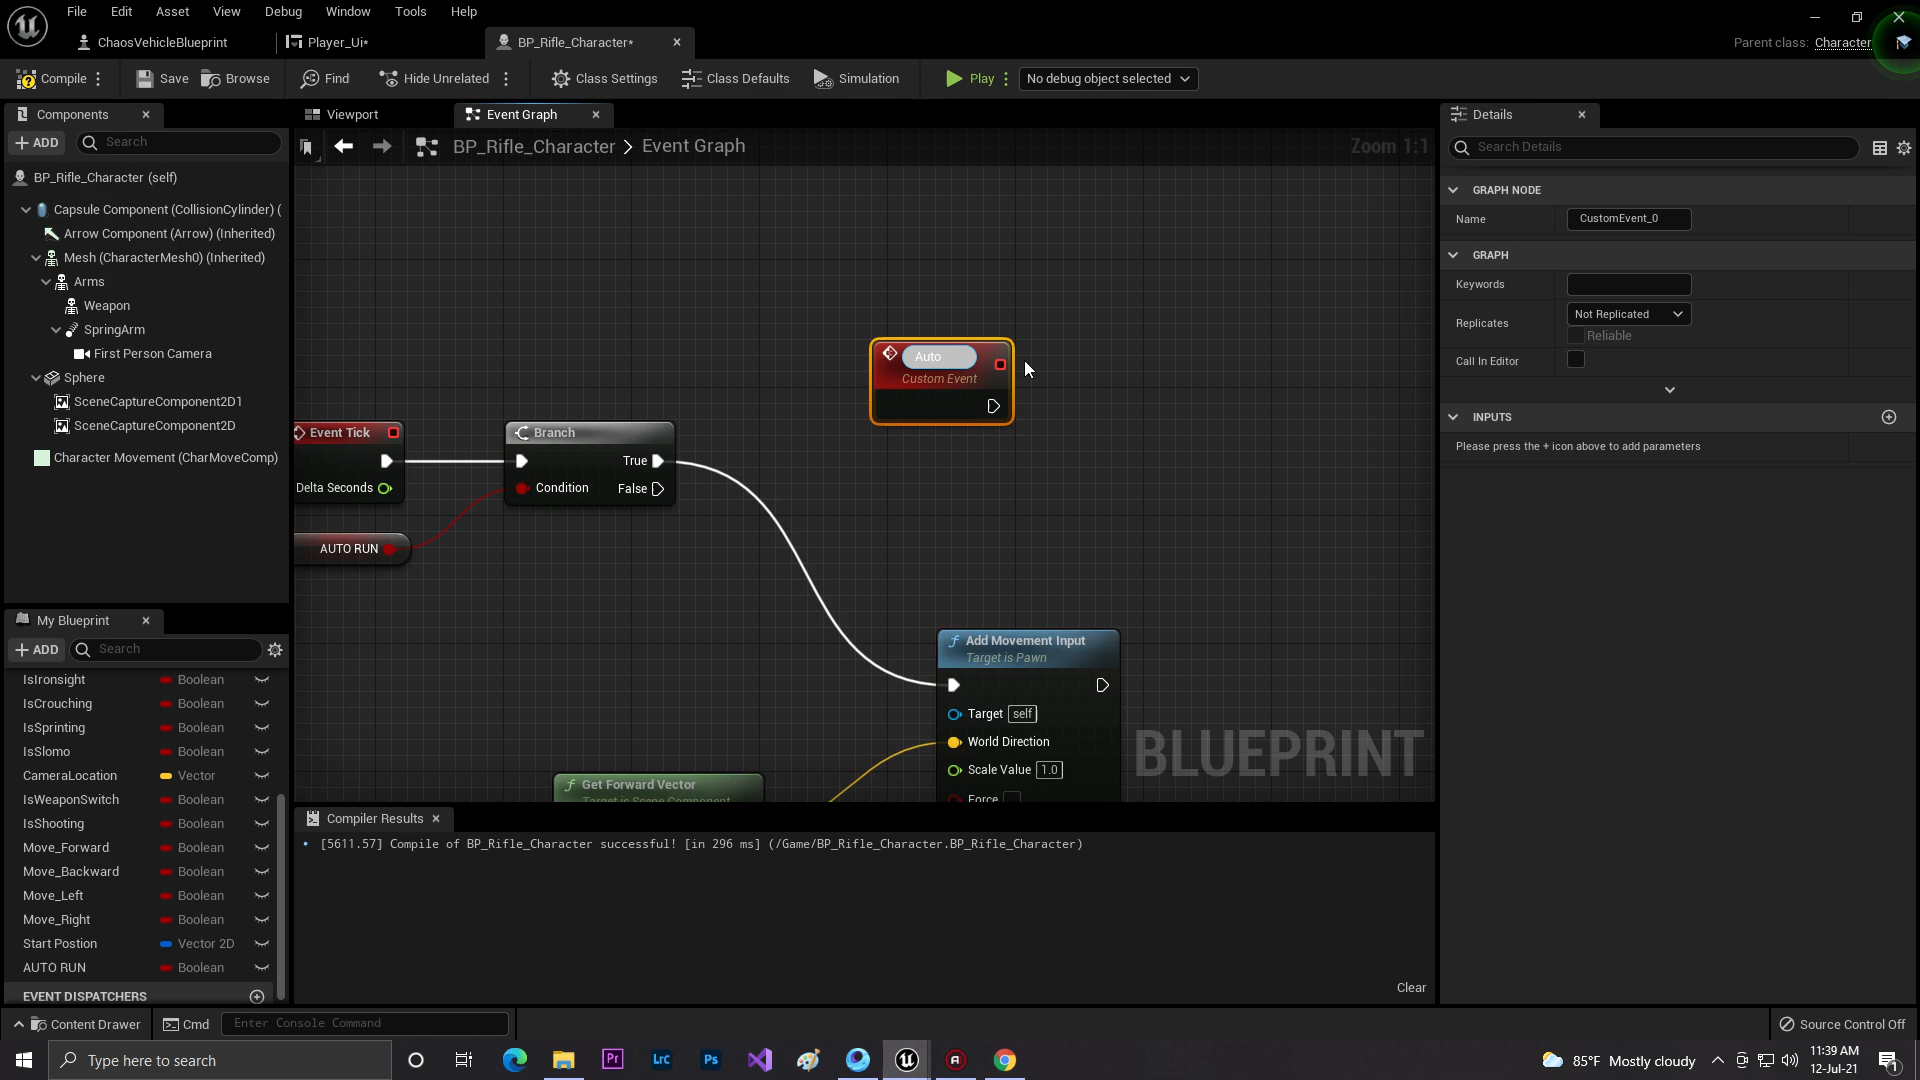 File Edit Asset View Debug Window Tools Help
ChaosVehicleBlueprint
Player_Ui*
BP_Rifle_Character*
Parent class: Character
Compile
Save
Browse
Find
Hide Unrelated
Class Settings
Class Defaults
Simulation
Play
No debug object selected
Components
ADD
Search
BP_Rifle_Character (self)
Capsule Component (CollisionCylinder) (
Arrow Component (Arrow) (Inherited)
Mesh (CharacterMesh0) (Inherited)
Arms
Weapon
SpringArm
First Person Camera
Sphere
SceneCaptureComponent2D1
SceneCaptureComponent2D
Character Movement (CharMoveComp)
My Blueprint
ADD
Search
IsIronsight Boolean
IsCrouching Boolean
IsSprinting Boolean
IsSlomo Boolean
CameraLocation Vector
IsWeaponSwitch Boolean
IsShooting Boolean
Move_Forward Boolean
Move_Backward Boolean
Move_Left Boolean
Move_Right Boolean
Start Postion Vector 2D
AUTO RUN Boolean
EVENT DISPATCHERS
Viewport
Event Graph
BP_Rifle_Character > Event Graph
Zoom 1:1
Auto
Custom Event
Event Tick
Delta Seconds
AUTO RUN
Branch
True
Condition
False
Add Movement Input
Target is Pawn
Target self
World Direction
Scale Value 1.0
Force
Get Forward Vector
Target is Scene Component
BLUEPRINT
Compiler Results
• [5611.57] Compile of BP_Rifle_Character successful! [in 296 ms] (/Game/BP_Rifle_Character.BP_Rifle_Character)
Clear
Details
Search Details
GRAPH NODE
Name CustomEvent_0
GRAPH
Keywords
Replicates Not Replicated
Reliable
Call In Editor
INPUTS
Please press the + icon above to add parameters
Content Drawer
Cmd
Enter Console Command
Source Control Off
Type here to search
Pr
Lrc
Ps
85°F Mostly cloudy
11:39 AM
12-Jul-21
1